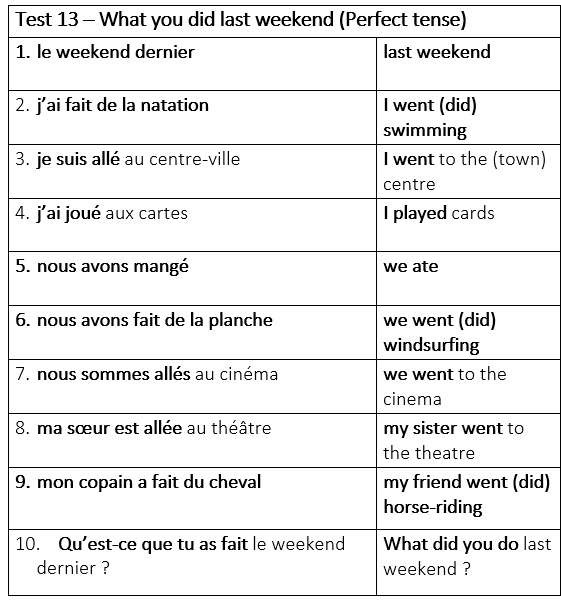 Test 13 – What you did last weekend (Perfect tense)
1. le weekend dernier
last weekend
2. j’ai fait de la natation
I went (did)
swimming
3. je suis allé au centre-ville
I went to the (town)
centre
4. j’ai joué aux cartes
I played cards
5. nous avons mangé
we ate
6. nous avons fait de la planche
we went (did)
windsurfing
7. nous sommes allés au cinéma
we went to the
cinema
8. ma sœur est allée au théâtre
my sister went to
the theatre
9. mon copain a fait du cheval
my friend went (did)
horse-riding
10. Qu’est-ce que tu as fait le weekend
dernier ?
What did you do last
weekend ?